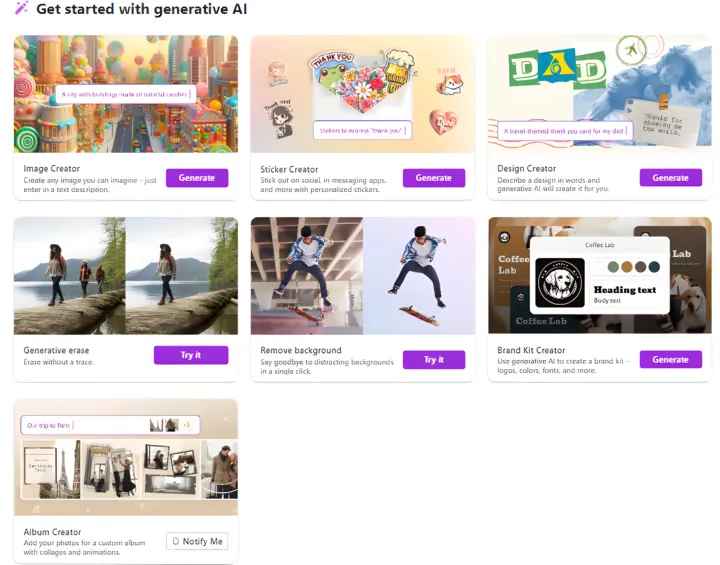 Get started with generative AI
A city with buildings made of colorful candies
THANK YOU
Stickers to express "thank you"
DAD
Thanks for
showing me
the world.
A travel-themed thank you card for my dad
Image Creator
Create any image you can imagine – just
enter in a text description.
Generate
Sticker Creator
Stick out on social, in messaging apps,
and more with personalized stickers.
Generate
Design Creator
Describe a design in words and
generative AI will create it for you.
Generate
Coffee Lab
Coffee
Lab
Lab
Heading text
Body text
Coffee Lab
Generative erase
Erase without a trace.
Try it
Remove background
Say goodbye to distracting backgrounds
in a single click.
Try it
Brand Kit Creator
Use generative AI to create a brand kit –
logos, colors, fonts, and more.
Generate
Our trip to Paris
Album Creator
Add your photos for a custom album
with collages and animations.
Notify Me